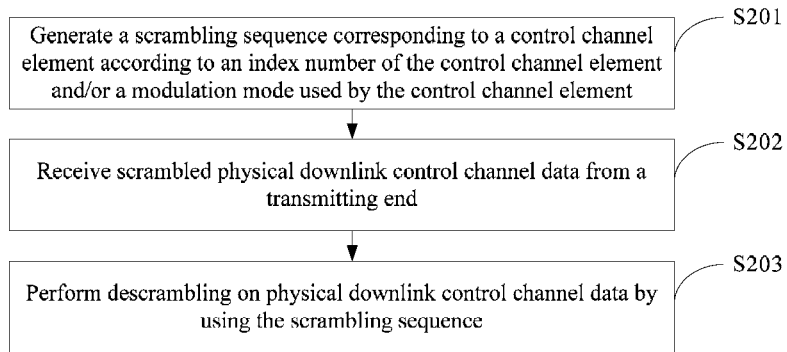 S201
Generate a scrambling sequence corresponding to a control channel
element according to an index number of the control channel element
and/or a modulation mode used by the control channel element
S202
Receive scrambled physical downlink control channel data from a
transmitting end
S203
Perform descrambling on physical downlink control channel data by
using the scrambling sequence